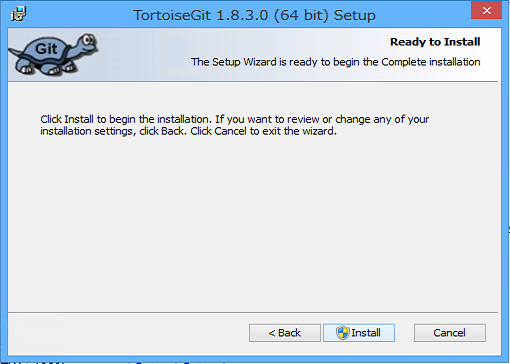 TortoiseGit 1.8.3.0 (64 bit) Setup
Git
Ready to Install
The Setup Wizard is ready to begin the Complete installation
Click Install to begin the installation. If you want to review or change any of your
installation settings, click Back. Click Cancel to exit the wizard.
< Back
Install
Cancel